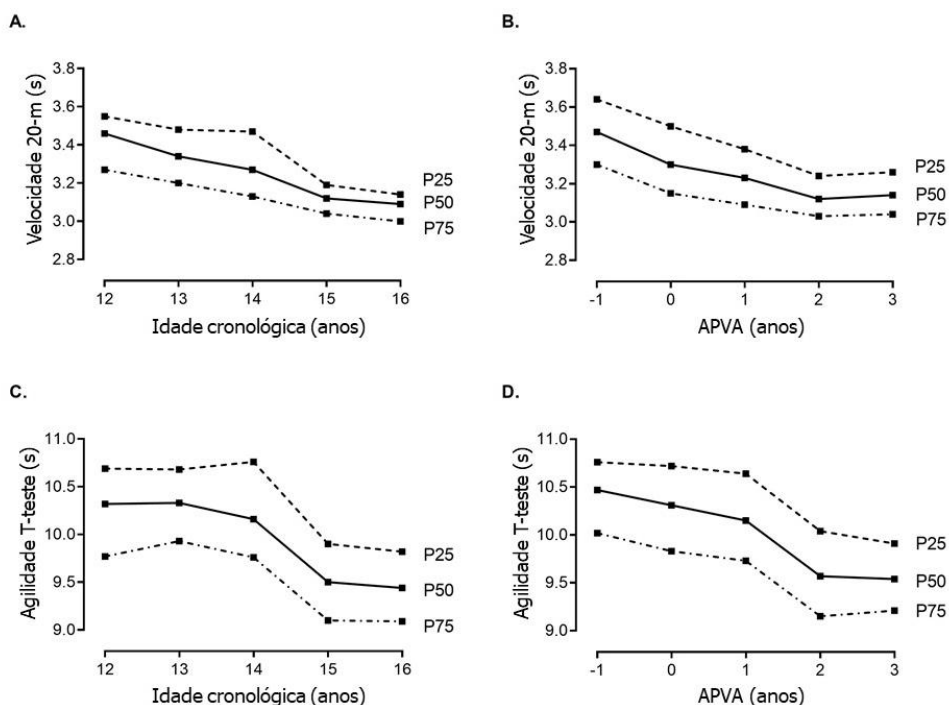 A.
Velocidade 20-m (s)
3.8
3.6
3.4
3.2
3.0
2.8
P25
P50
P75
12 13 14 15 16
Idade cronológica (anos)
B.
Velocidade 20-m (s)
3.8
3.6
3.4
3.2
3.0
2.8
P25
P50
P75
-1 0 1 2 3
APVA (anos)
C.
Agilidade T-teste (s)
11.0
10.5
10.0
9.5
9.0
P25
P50
P75
12 13 14 15 16
Idade cronológica (anos)
D.
Agilidade T-teste (s)
11.0
10.5
10.0
9.5
9.0
P25
P50
P75
-1 0 1 2 3
APVA (anos)